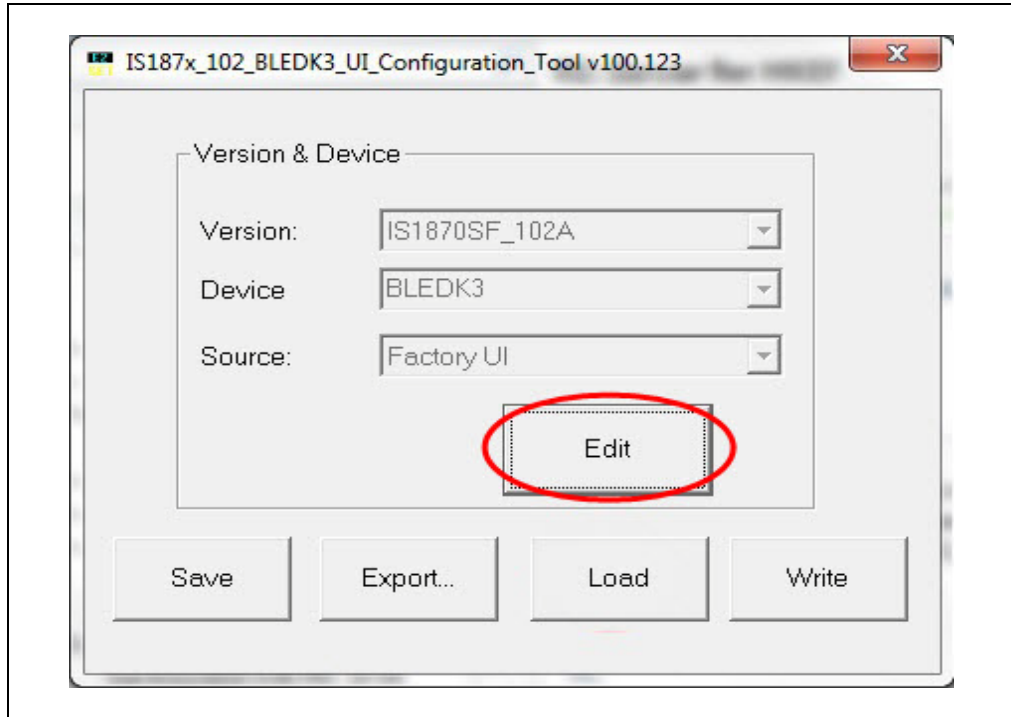 IS187x_102_BLEDK3_UI_Configuration_Tool v100.123
Version & Device
Version: IS1870SF_102A
Device BLEDK3
Source: Factory UI
Edit
Save Export... Load Write